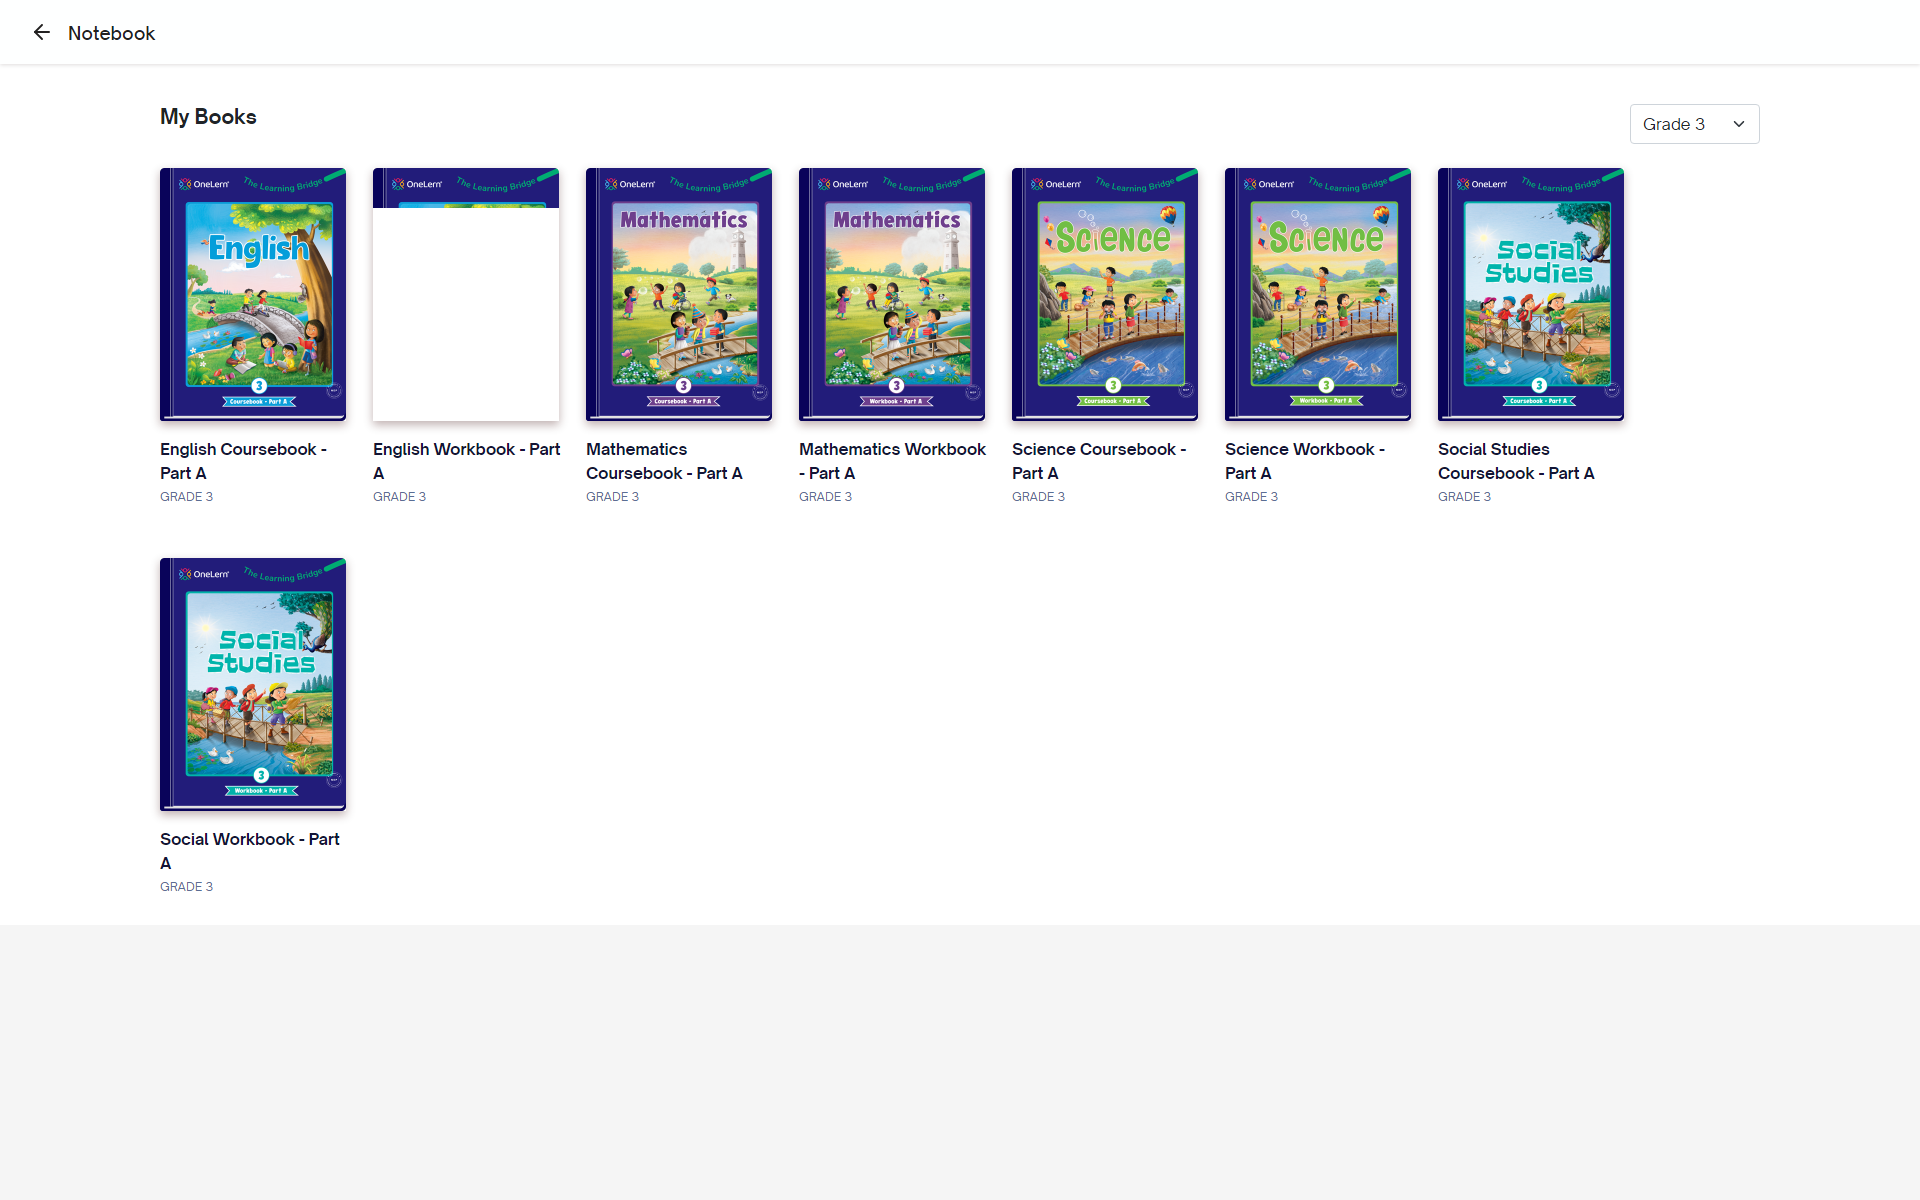 Notebook
My Books
Grade 3
OneLern
The Learning Bridge
English
3
Coursebook - Part A
English Coursebook -
Part A
GRADE 3
OneLern
The Learning Bridge
English Workbook - Part
A
GRADE 3
OneLern
The Learning Bridge
Mathematics
3
Coursebook - Part A
Mathematics
Coursebook - Part A
GRADE 3
OneLern
The Learning Bridge
Mathematics
3
Workbook - Part A
Mathematics Workbook
- Part A
GRADE 3
OneLern
The Learning Bridge
Science
3
Coursebook - Part A
Science Coursebook -
Part A
GRADE 3
OneLern
The Learning Bridge
Science
3
Workbook - Part A
Science Workbook -
Part A
GRADE 3
OneLern
The Learning Bridge
Social
Studies
3
Coursebook - Part A
Social Studies
Coursebook - Part A
GRADE 3
OneLern
The Learning Bridge
Social
Studies
3
Workbook - Part A
Social Workbook - Part
A
GRADE 3